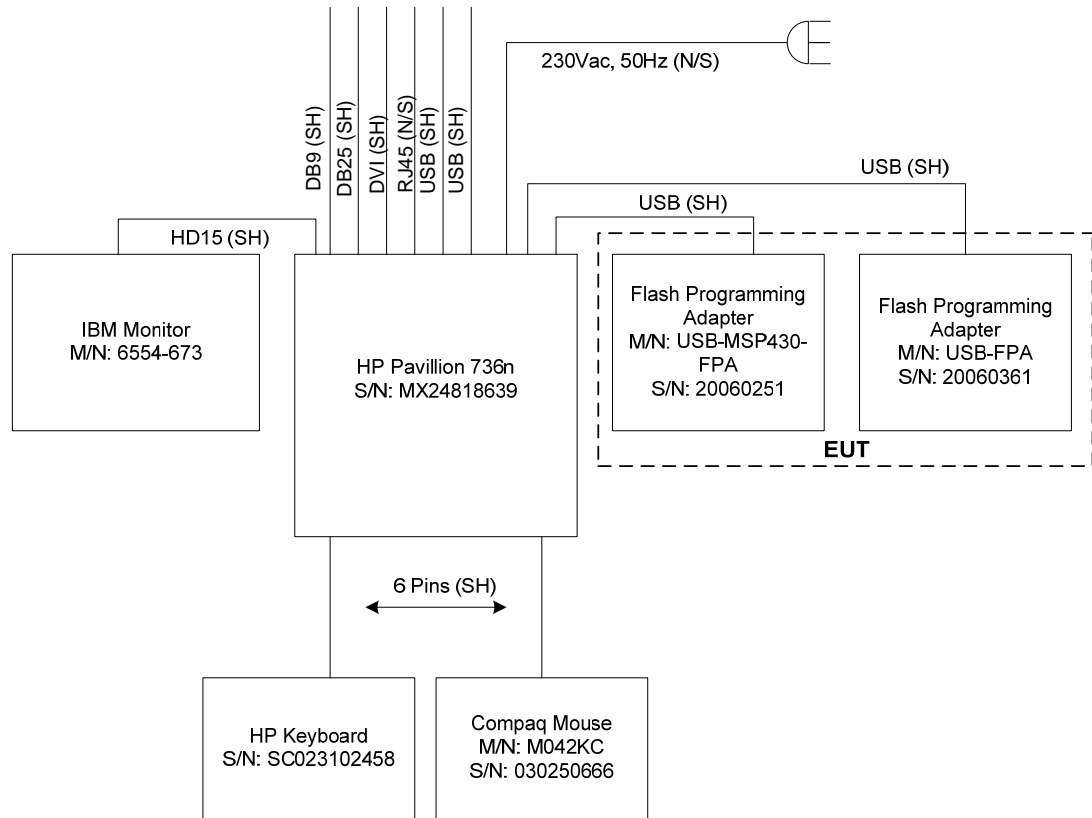 230Vac, 50Hz (N/S)
DB9 (SH)
DB25 (SH)
DVI (SH)
RJ45 (N/S)
USB (SH)
USB (SH)
USB (SH)
USB (SH)
HD15 (SH)
IBM Monitor
M/N: 6554-673
HP Pavillion 736n
S/N: MX24818639
Flash Programming
Adapter
M/N: USB-MSP430-
FPA
S/N: 20060251
Flash Programming
Adapter
M/N: USB-FPA
S/N: 20060361
EUT
6 Pins (SH)
HP Keyboard
S/N: SC023102458
Compaq Mouse
M/N: M042KC
S/N: 030250666